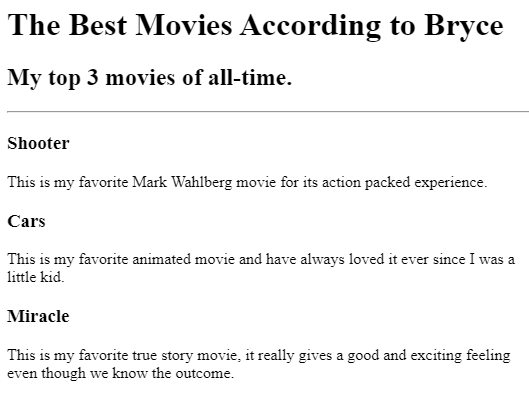 The Best Movies According to Bryce
My top 3 movies of all-time.
Shooter
This is my favorite Mark Wahlberg movie for its action packed experience.
Cars
This is my favorite animated movie and have always loved it ever since I was a
little kid.
Miracle
This is my favorite true story movie, it really gives a good and exciting feeling
even though we know the outcome.